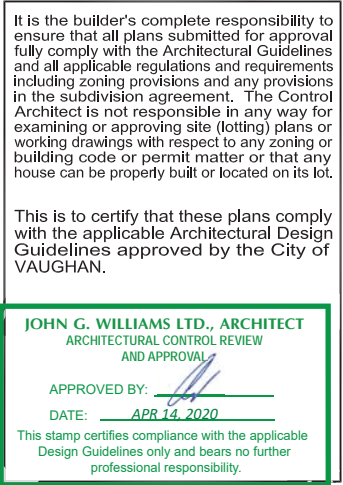 It is the builder's complete responsibility to
ensure that all plans submitted for approval
fully comply with the Architectural Guidelines
and all applicable regulations and requirements
including zoning provisions and any provisions
in the subdivision agreement. The Control
Architect is not responsible in any way for
examining or approving site (lotting) plans or
working drawings with respect to any zoning or
building code or permit matter or that any
house can be properly built or located on its lot.
This is to certify that these plans comply
with the applicable Architectural Design
Guidelines approved by the City of
VAUGHAN.
JOHN G. WILLIAMS LTD., ARCHITECT
ARCHITECTURAL CONTROL REVIEW
AND APPROVAL
APPROVED BY:
DATE: APR 14, 2020
This stamp certifies compliance with the applicable
Design Guidelines only and bears no further
professional responsibility.